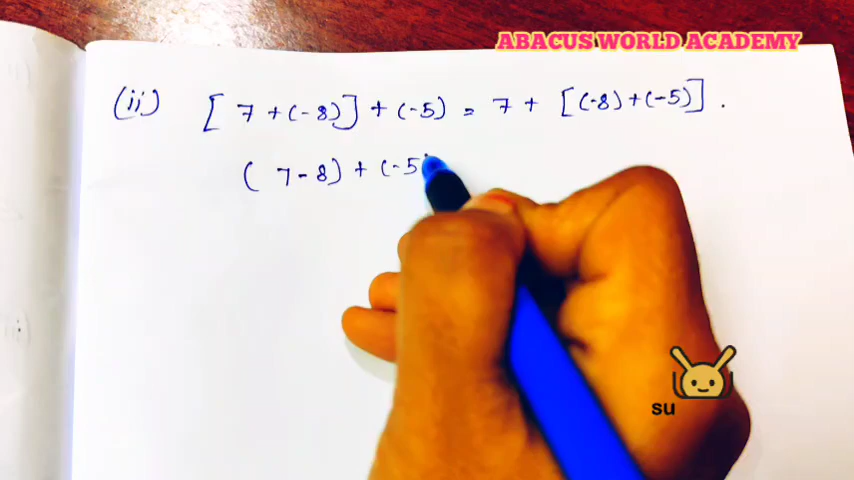 ABACUS WORLD ACADEMY
(ii) [ 7 + (-8)] + (-5) = 7 + [(-8) + (-5)] .
( 7 - 8) + (-5
su